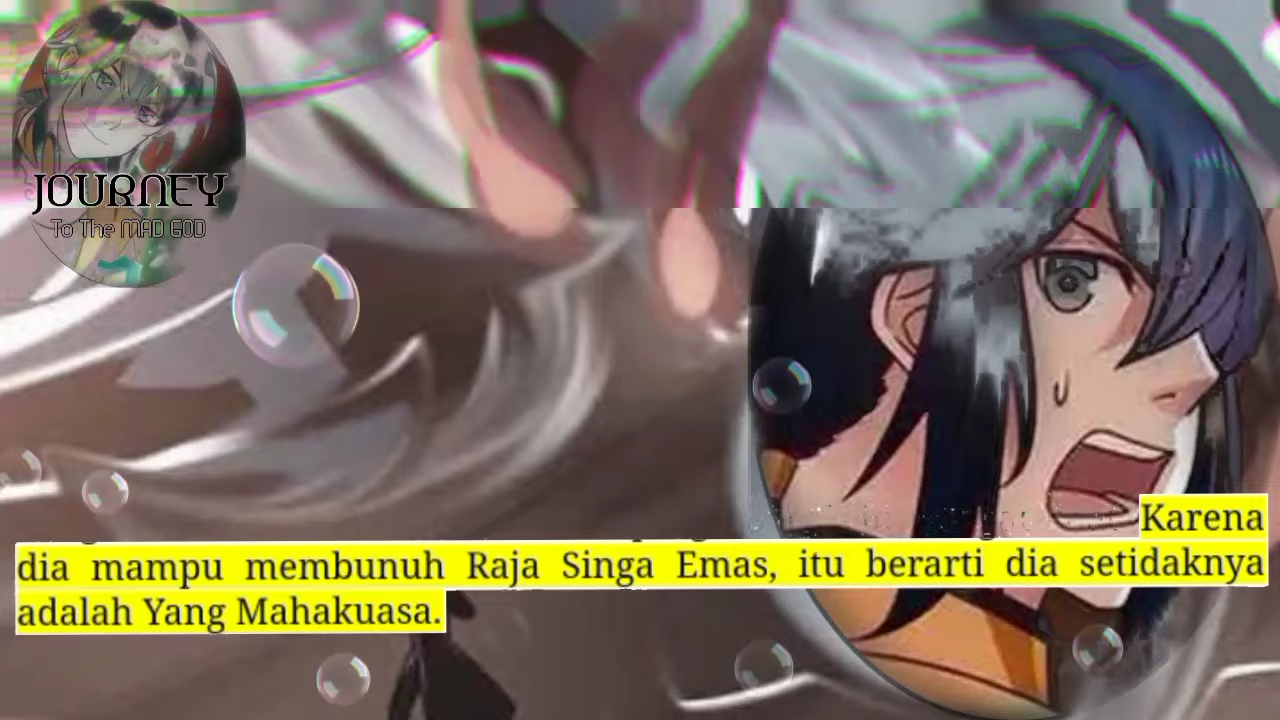 JOURNEY
To The MAD GOD
Karena
dia mampu membunuh Raja Singa Emas, itu berarti dia setidaknya
adalah Yang Mahakuasa.